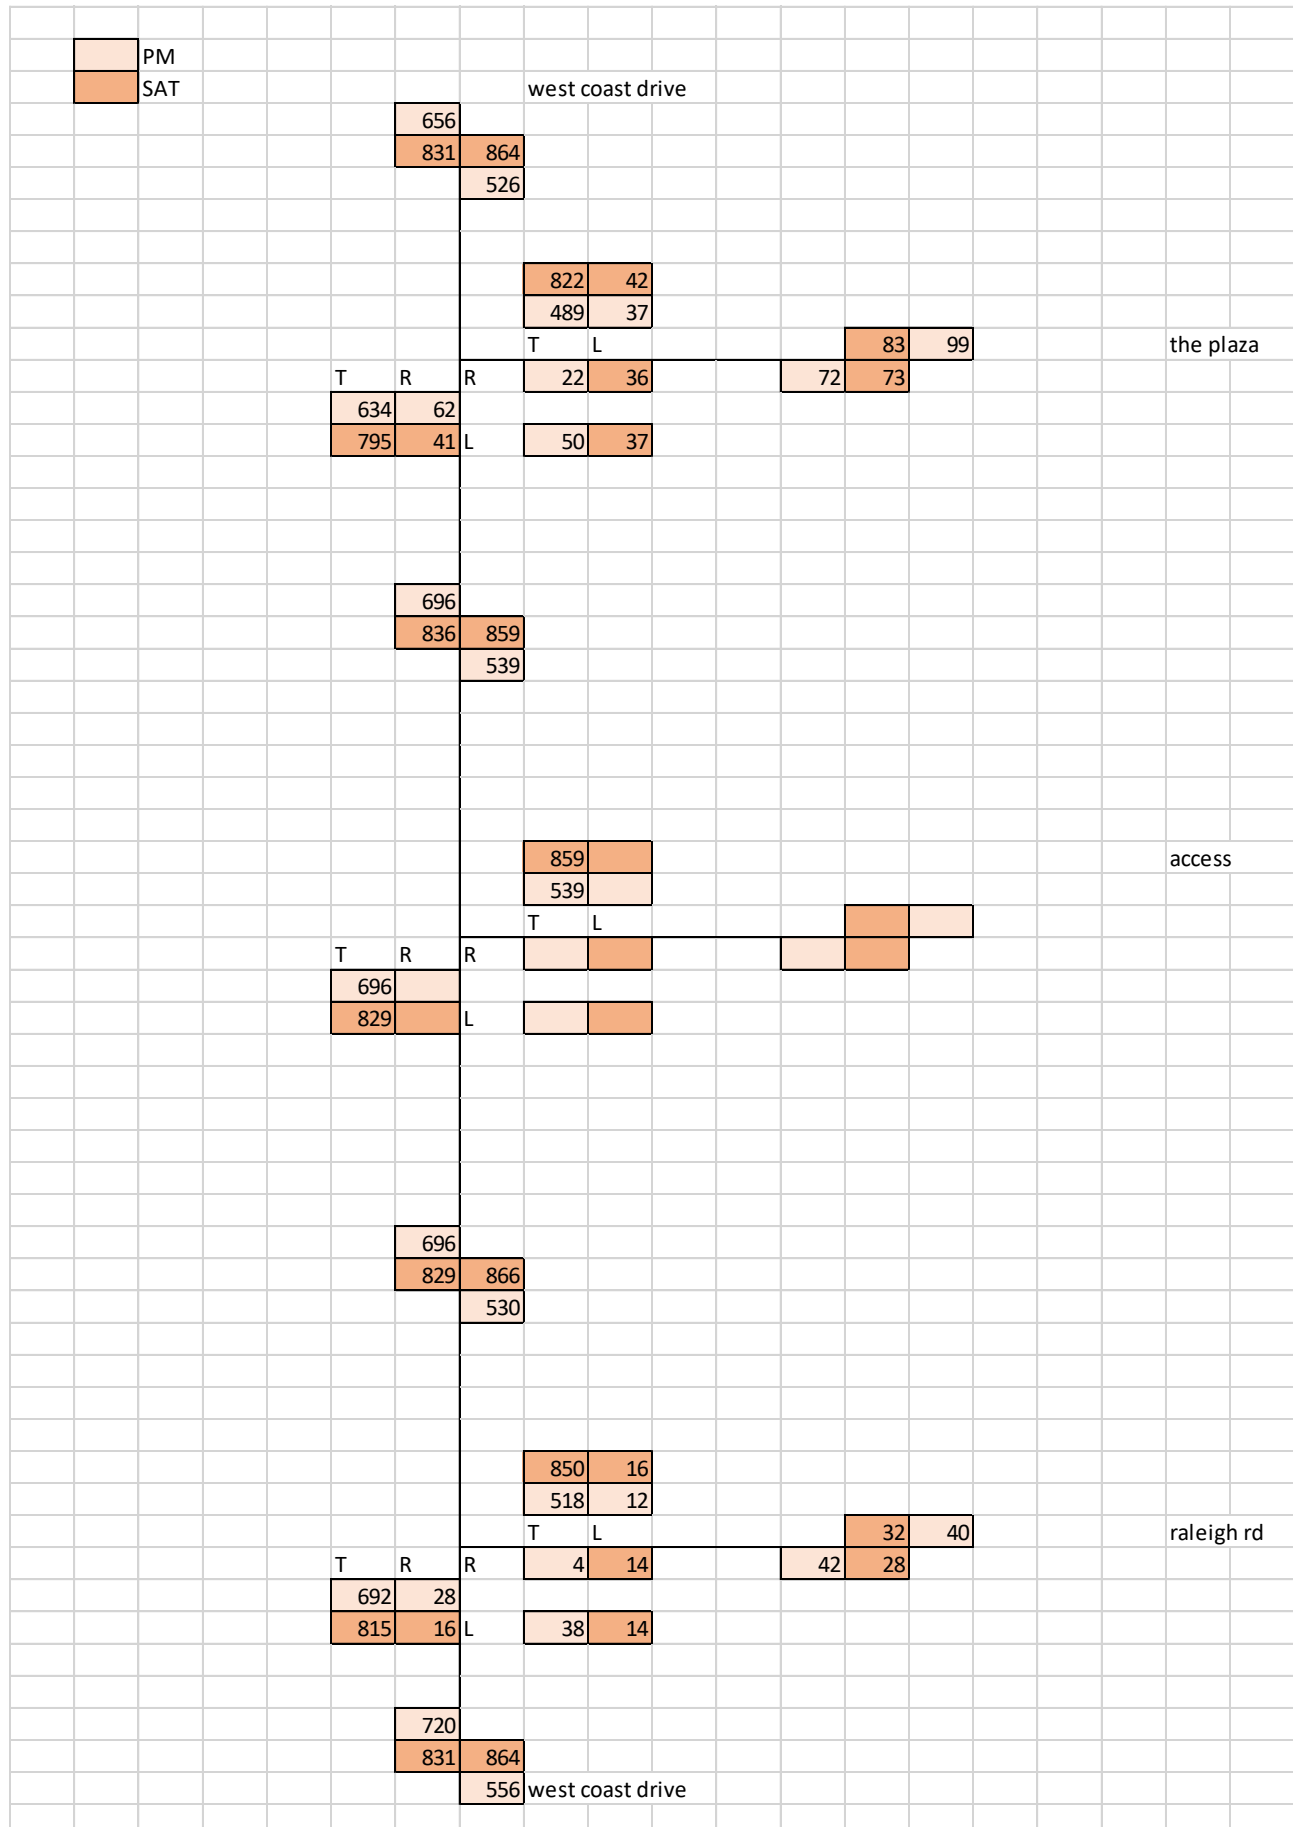 PM
SAT west coast drive
656
831 864
526
822 42
489 37
T L 83 99 the plaza
T R R 22 36 72 73
634 62
795 41 L 50 37
696
836 859
539
859 access
539
T L
T R R
696
829 L
696
829 866
530
850 16
518 12
T L 32 40 raleigh rd
T R R 4 14 42 28
692 28
815 16 L 38 14
720
831 864
556 west coast drive